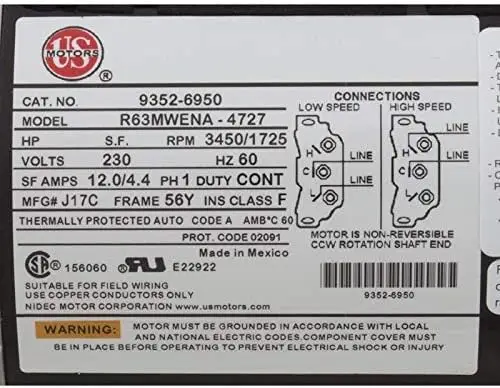 US
MOTORS
®
CAT. NO. 9352-6950
MODEL R63MWENA - 4727
HP S.F. RPM 3450/1725
VOLTS 230 HZ 60
SF AMPS 12.0/4.4 PH 1 DUTY CONT
MFG# J17C FRAME 56Y INS CLASS F
THERMALLY PROTECTED AUTO CODE A AMB°C 60
PROT. CODE 02091
Made in Mexico
SA ® 156060 RU ® E22922
SUITABLE FOR FIELD WIRING
USE COPPER CONDUCTORS ONLY
NIDEC MOTOR CORPORATION www.usmotors.com
CONNECTIONS
LOW SPEED HIGH SPEED
H LINE H LINE
C C
L LINE L LINE
MOTOR IS NON-REVERSIBLE
CCW ROTATION SHAFT END
9352-6950
WARNING: MOTOR MUST BE GROUNDED IN ACCORDANCE WITH LOCAL
AND NATIONAL ELECTRIC CODES.COMPONENT COVER MUST
BE IN PLACE BEFORE OPERATING TO PREVENT ELECTRICAL SHOCK OR INJURY